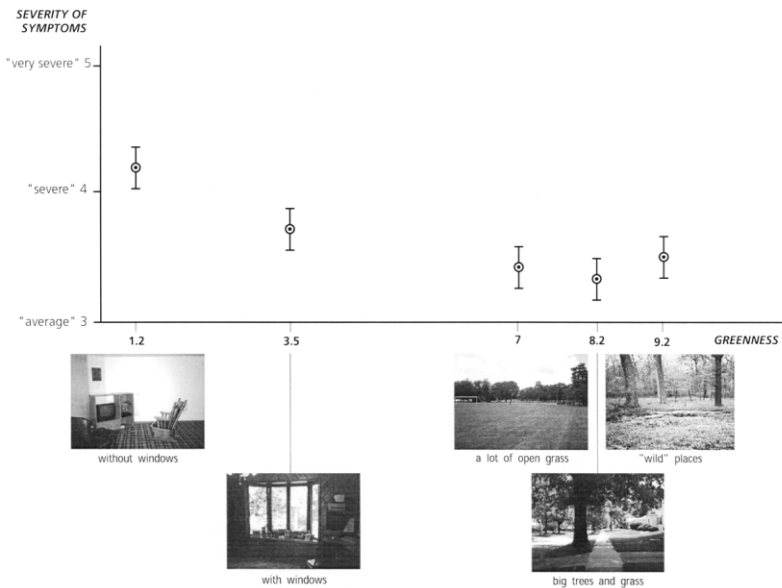 SEVERITY OF
SYMPTOMS
"very severe" 5
"severe" 4
"average" 3
1.2
3.5
7
8.2
9.2
GREENNESS
without windows
a lot of open grass
"wild" places
with windows
big trees and grass